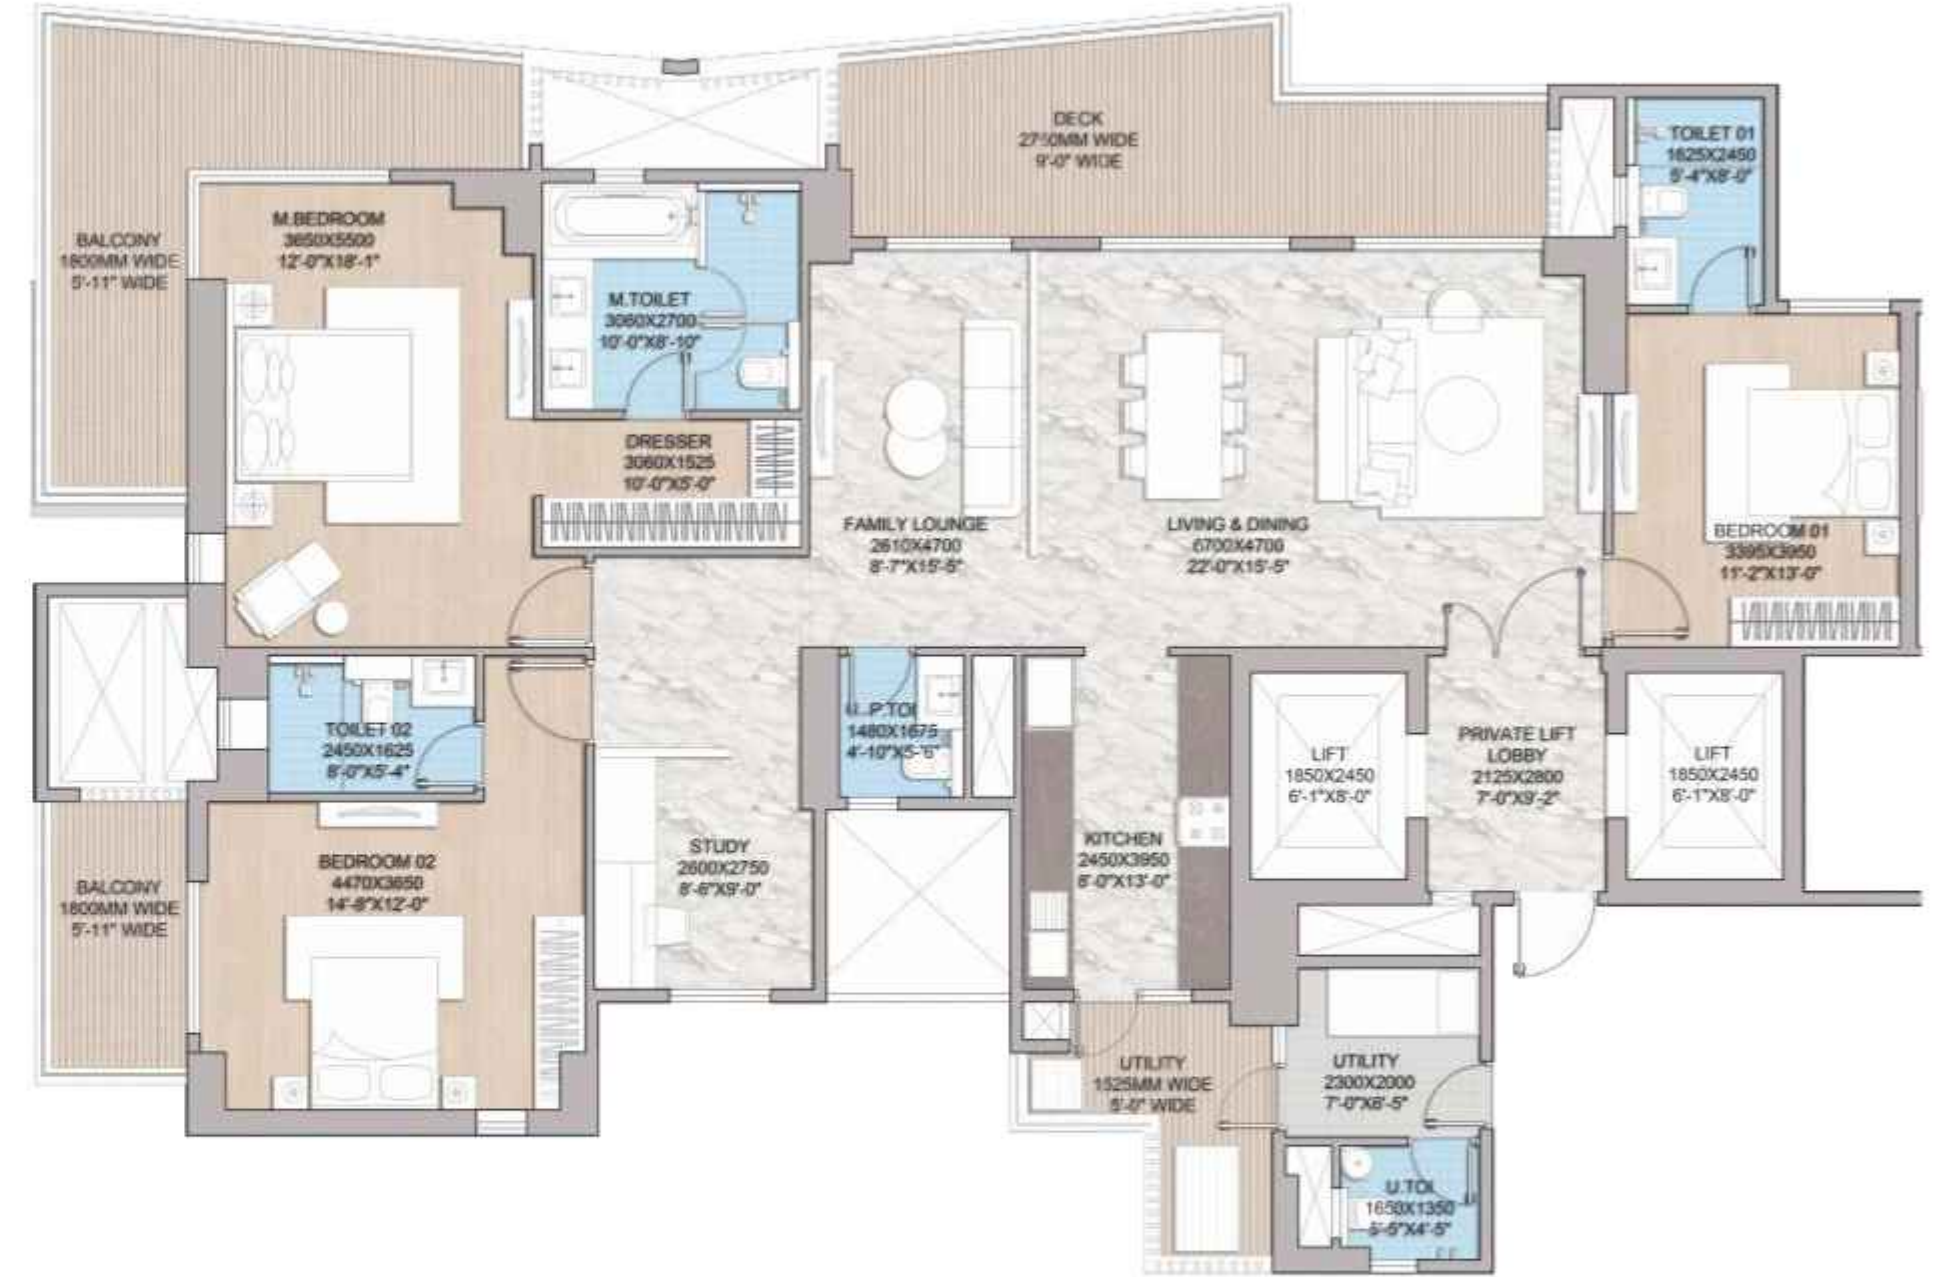 DECK
2750MM WIDE
9'-0" WIDE
TOILET 01
1625X2450
5'-4"X8'-0"
M.BEDROOM
3650X5500
12'-0"X18'-1"
BALCONY
1800MM WIDE
5'-11" WIDE
M.TOILET
3060X2700
10'-0"X8'-10"
DRESSER
3060X1525
10'-0"X5'-0"
FAMILY LOUNGE
2610X4700
8'-7"X15'-5"
LIVING & DINING
6700X4700
22'-0"X15'-5"
BEDROOM 01
3395X3950
11'-2"X13'-0"
TOILET 02
2450X1625
8'-0"X5'-4"
P.TOI
1480X1675
4'-10"X5'-6"
PRIVATE LIFT
LOBBY
2125X2800
7'-0"X9'-2"
LIFT
1850X2450
6'-1"X8'-0"
LIFT
1850X2450
6'-1"X8'-0"
STUDY
2600X2750
8'-6"X9'-0"
KITCHEN
2450X3950
8'-0"X13'-0"
BEDROOM 02
4470X3650
14'-8"X12'-0"
BALCONY
1800MM WIDE
5'-11" WIDE
UTILITY
1525MM WIDE
5'-0" WIDE
UTILITY
2300X2000
7'-0"X6'-5"
U.TOI.
1650X1350
5'-5"X4'-5"